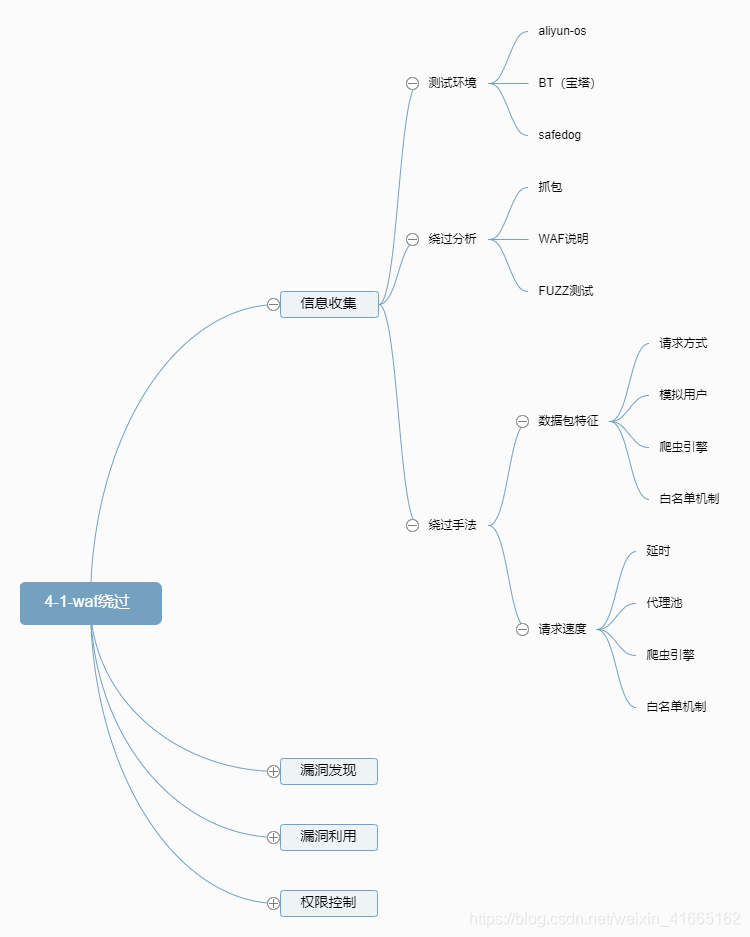 aliyun-os
测试环境
BT（宝塔）
safedog
抓包
绕过分析
WAF说明
FUZZ测试
信息收集
请求方式
模拟用户
数据包特征
爬虫引擎
白名单机制
绕过手法
延时
4-1-waf绕过
代理池
请求速度
爬虫引擎
白名单机制
漏洞发现
漏洞利用
权限控制
https://blog.csdn.net/weixin_41665162